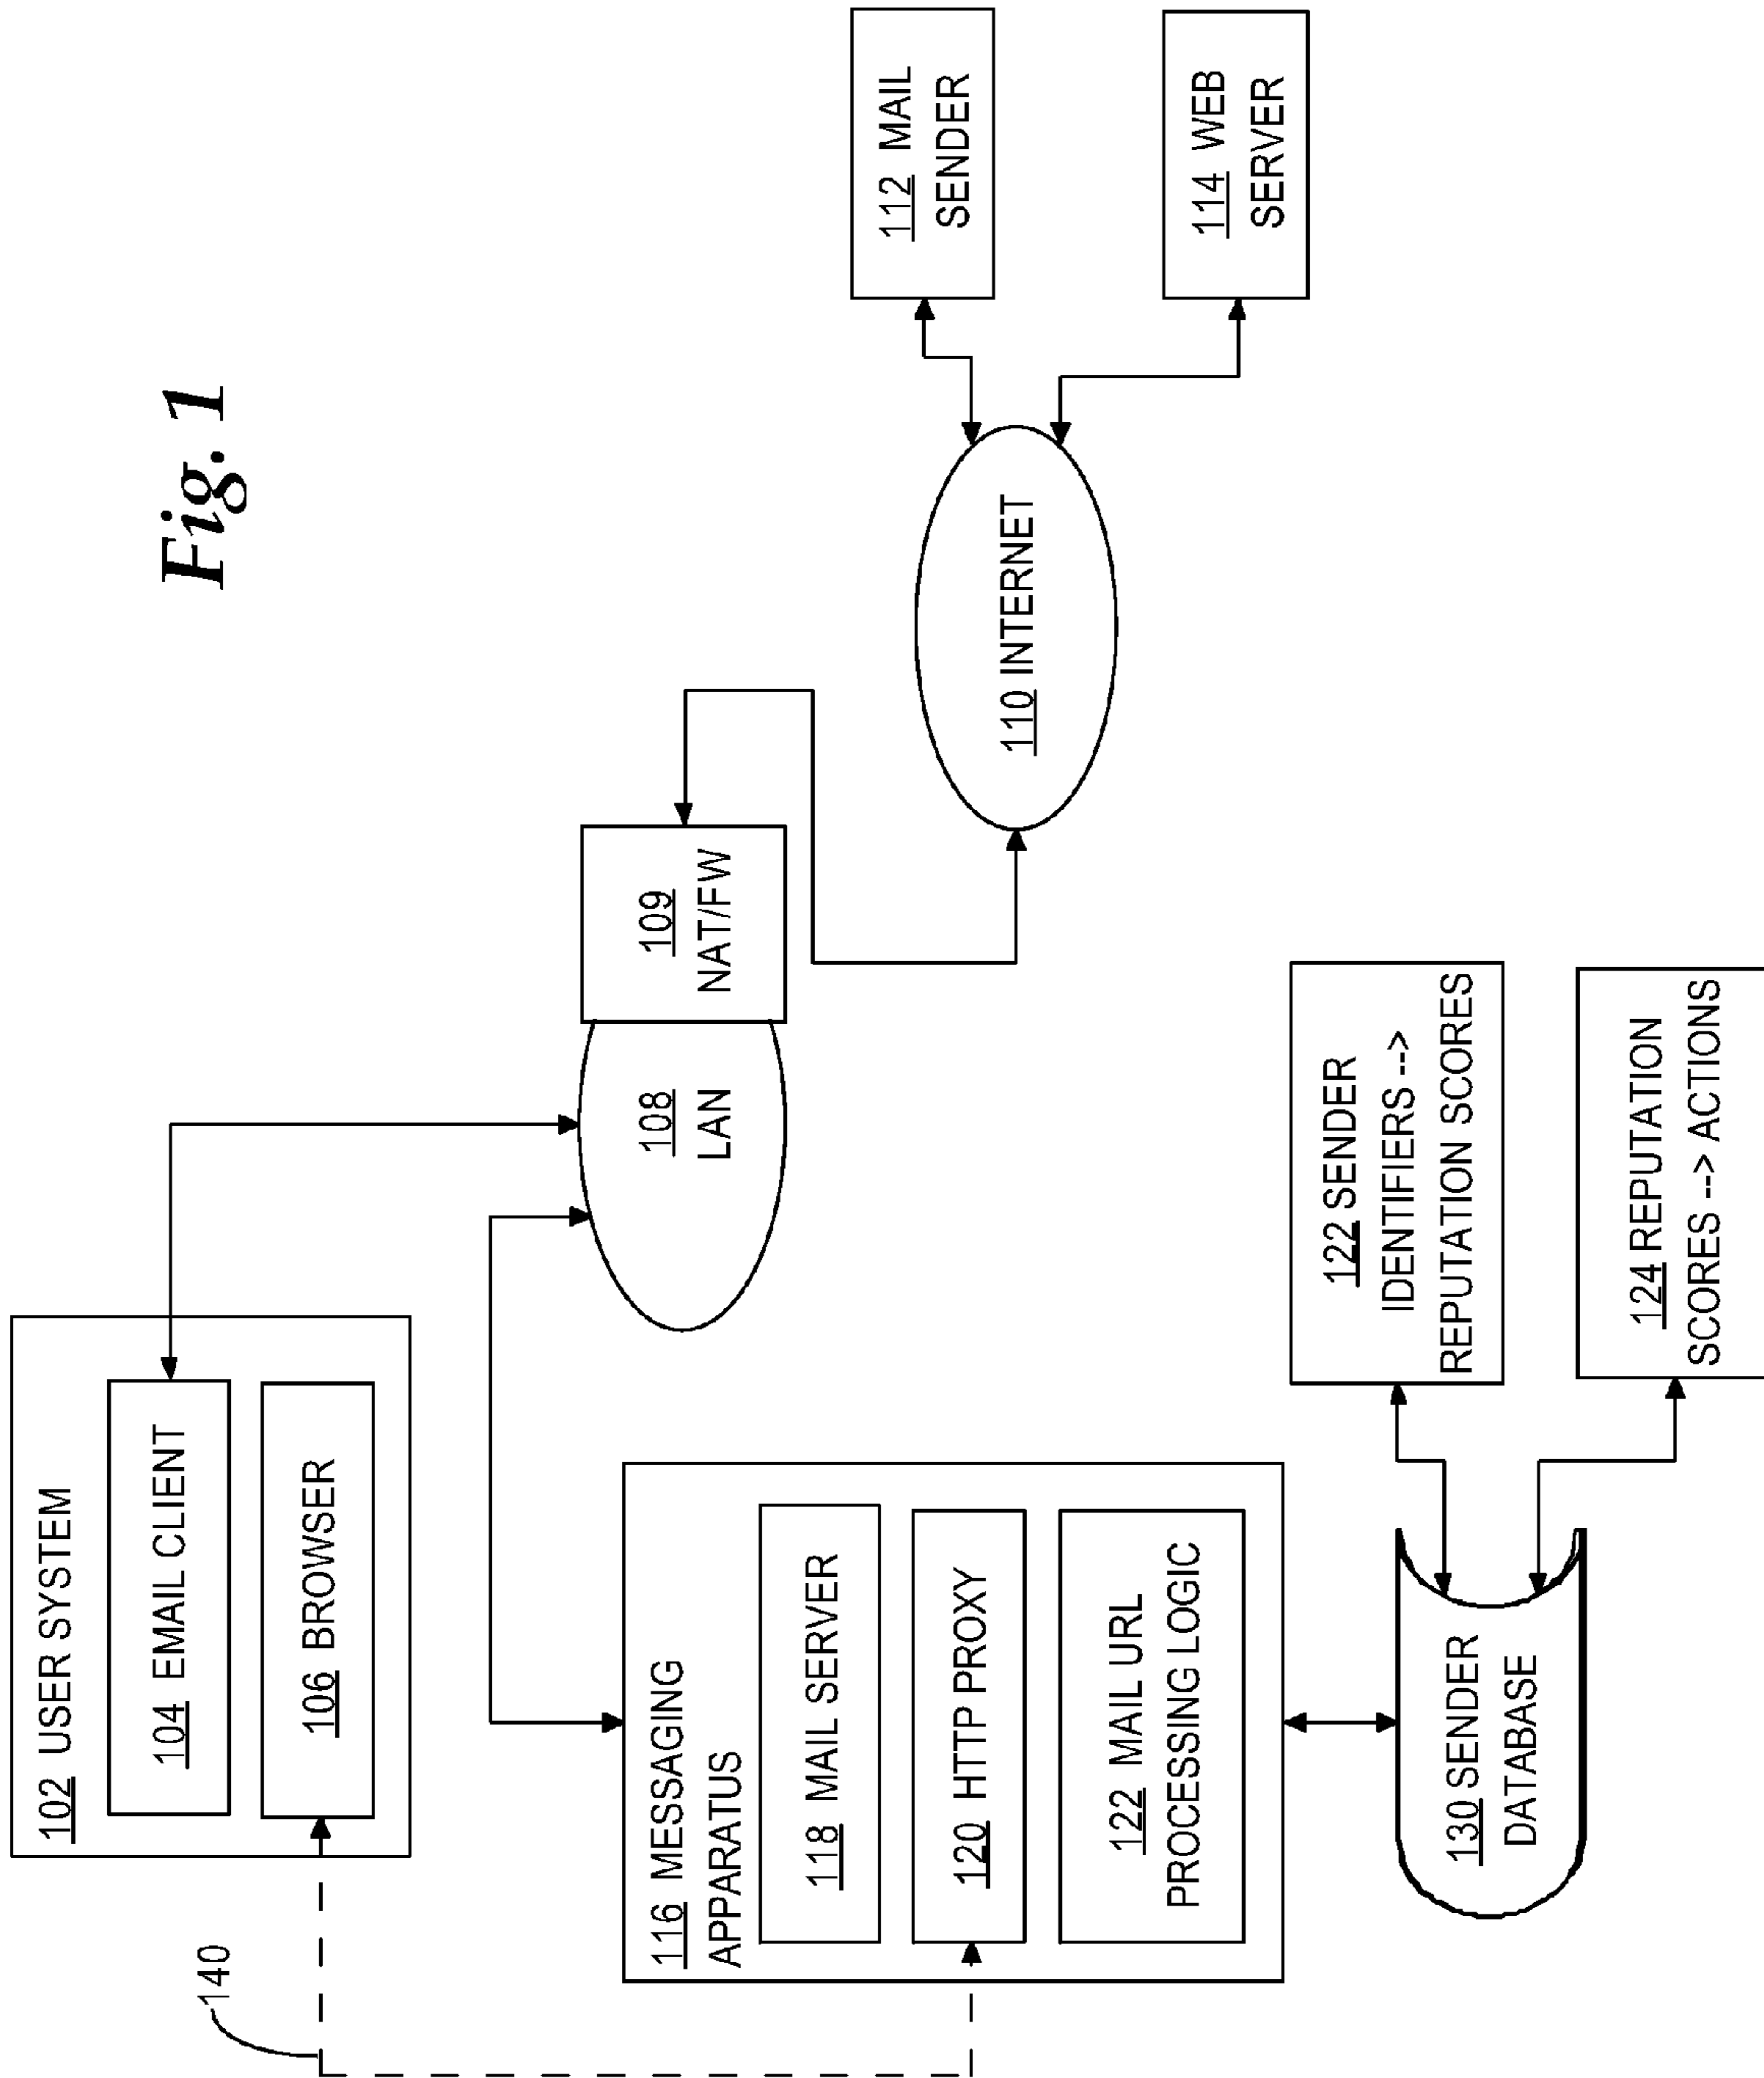 Fig. 1
102 USER SYSTEM
104 EMAIL CLIENT
106 BROWSER
140
108
LAN
109
NAT/FW
110 INTERNET
112 MAIL
SENDER
114 WEB
SERVER
116 MESSAGING
APPARATUS
118 MAIL SERVER
120 HTTP PROXY
122 MAIL URL
PROCESSING LOGIC
130 SENDER
DATABASE
122 SENDER
IDENTIFIERS -->
REPUTATION SCORES
124 REPUTATION
SCORES --> ACTIONS